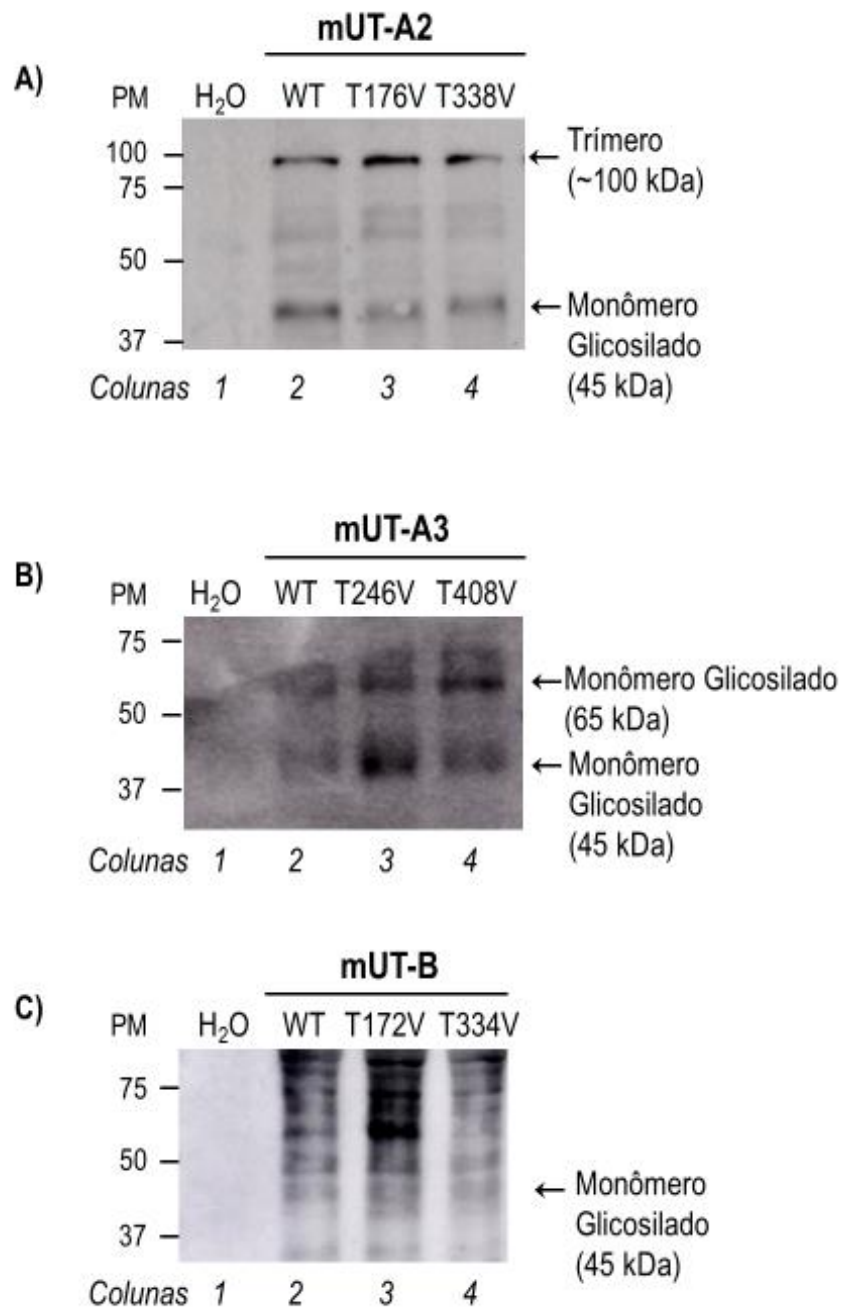 mUT-A2
A)
PM H₂O WT T176V T338V
100
75
50
37
← Trímero
(~100 kDa)
← Monômero
Glicosilado
(45 kDa)
Colunas 1 2 3 4
mUT-A3
B)
PM H₂O WT T246V T408V
75
50
37
←Monômero Glicosilado
(65 kDa)
← Monômero
Glicosilado
(45 kDa)
Colunas 1 2 3 4
mUT-B
C)
PM H₂O WT T172V T334V
75
50
37
← Monômero
Glicosilado
(45 kDa)
Colunas 1 2 3 4